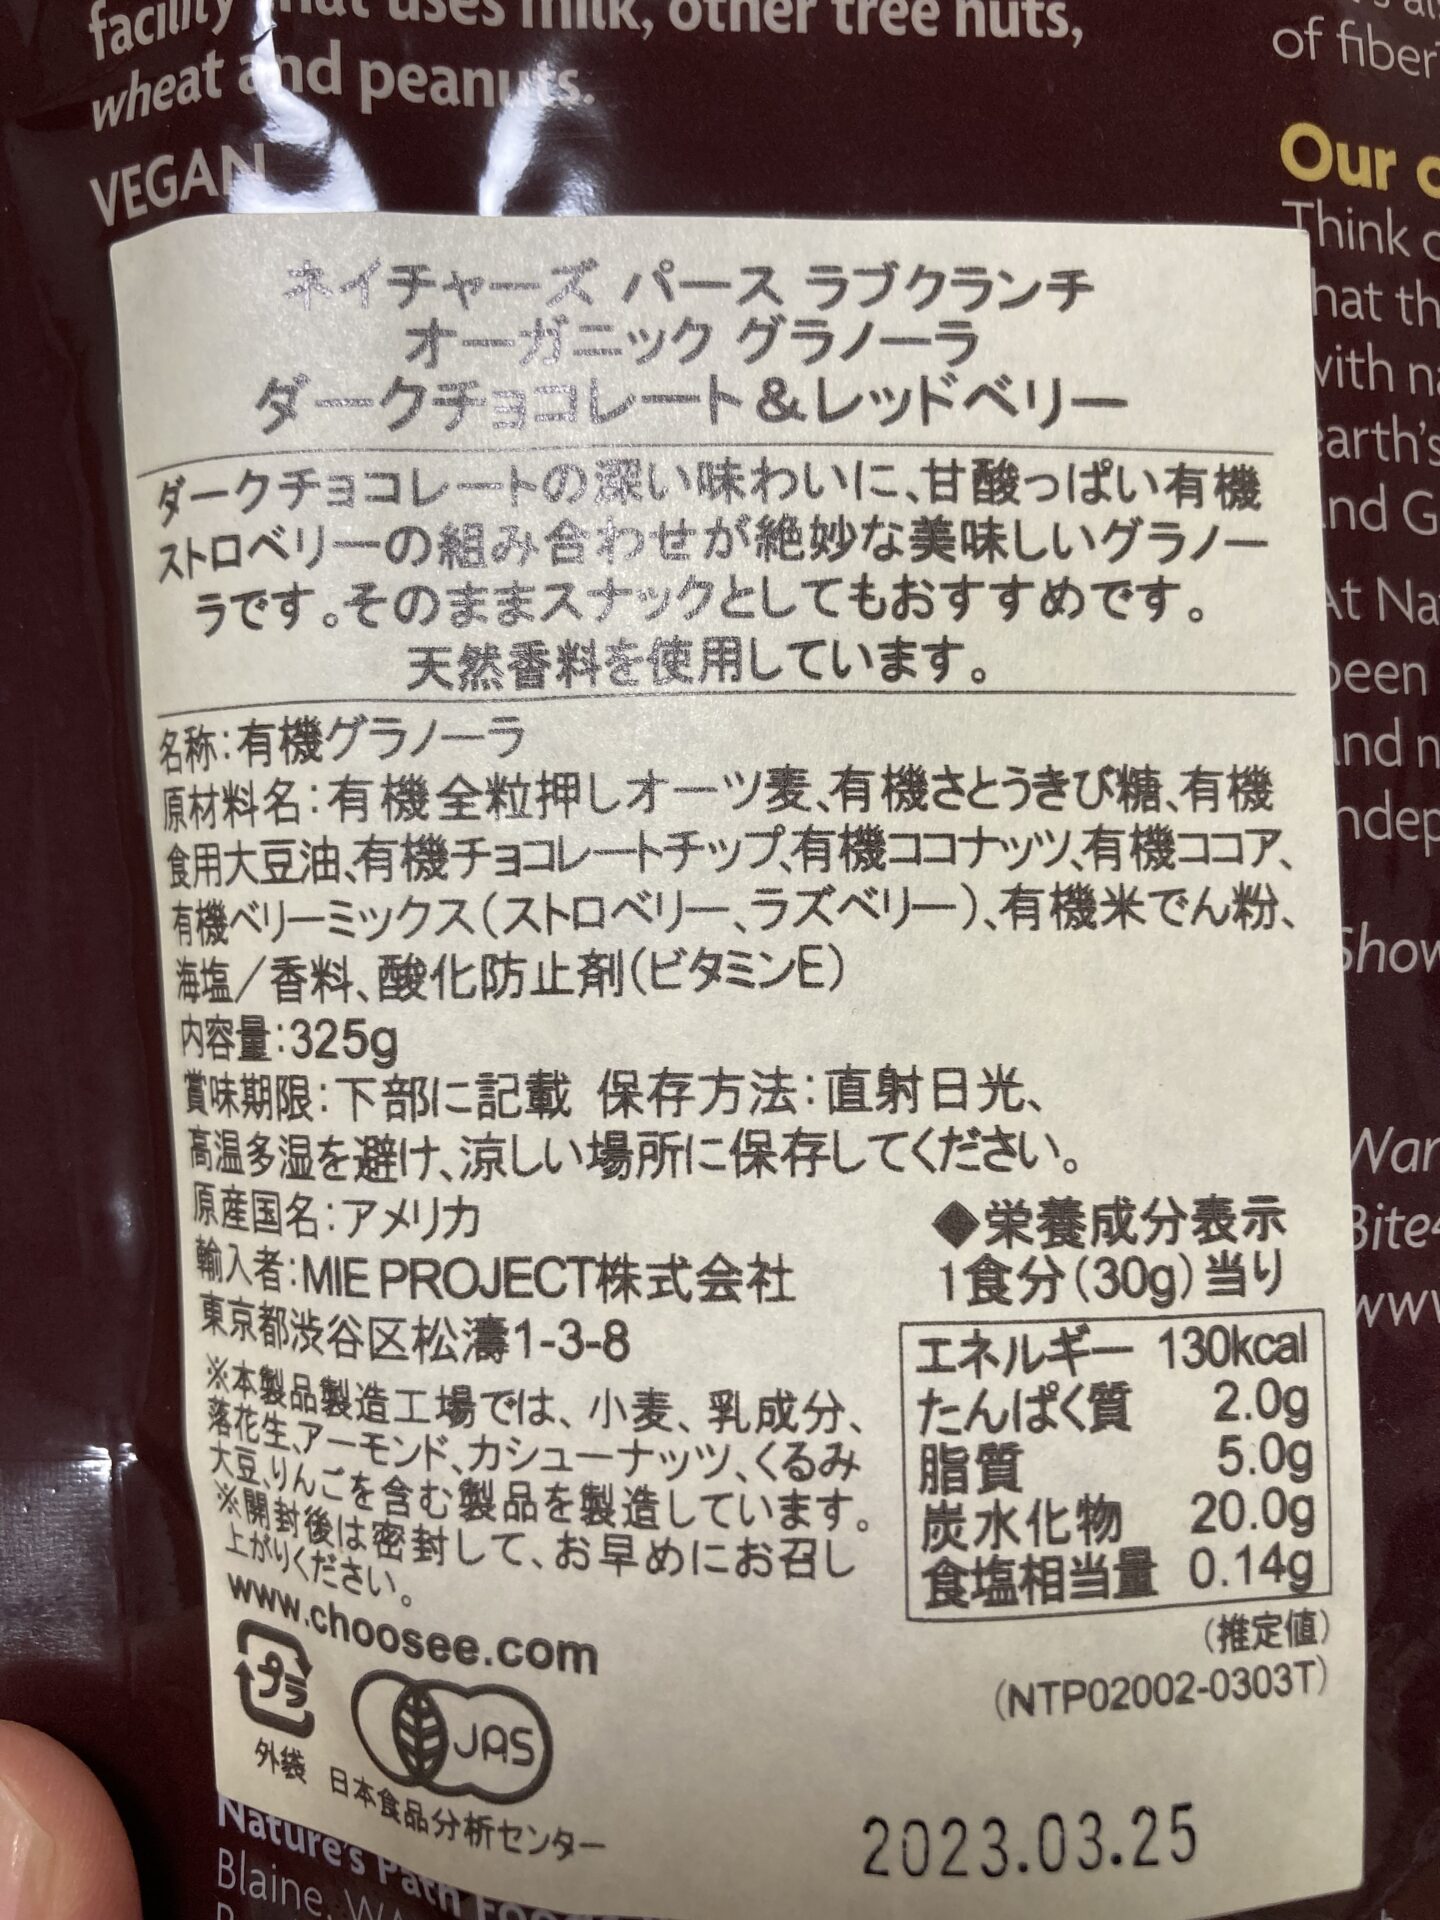 facility that uses milk, other tree nuts,
wheat and peanuts.
VEGAN
of fiber
Our
Think
hat th
with na
earth's
nd G
At Na
been
and n
ndep
Show
Bite4
ネイチャーズ パース ラブクランチ
オーガニック グラノーラ
ダークチョコレート&レッドベリー
ダークチョコレートの深い味わいに、甘酸っぱい有機
ストロベリーの組み合わせが絶妙な美味しいグラノー
ラです。そのままスナックとしてもおすすめです。
天然香料を使用しています。
名称:有機グラノーラ
原材料名:有機全粒押しオーツ麦、有機さとうきび糖、有機
食用大豆油、有機チョコレートチップ、有機ココナッツ、有機ココア、
有機ベリーミックス(ストロベリー、ラズベリー)、有機米でん粉、
海塩/香料、酸化防止剤(ビタミンE)
内容量:325g
賞味期限:下部に記載 保存方法:直射日光、
高温多湿を避け、涼しい場所に保存してください。
原産国名:アメリカ
輸入者:MIE PROJECT株式会社
東京都渋谷区松濤1-3-8
※本製品製造工場では、小麦、乳成分、
落花生、アーモンド、カシューナッツ、くるみ
大豆、りんごを含む製品を製造しています。
※開封後は密封して、お早めにお召し
上がりください。
www.choosee.com
◆栄養成分表示
1食分(30g)当り
エネルギー 130kcal
たんぱく質 2.0g
脂質 5.0g
炭水化物 20.0g
食塩相当量 0.14g
(推定値)
(NTP02002-0303T)
プラ
外袋
JAS
日本食品分析センター
2023.03.25
Nature's Path Foods
Blaine, WA